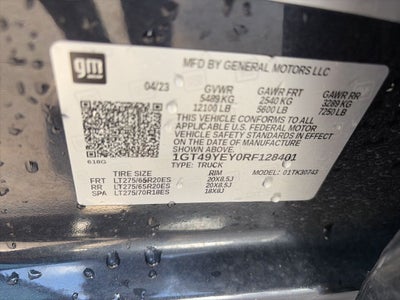 gm
MFD BY GENERAL MOTORS LLC
04/23 GVWR GAWR FRT GAWR RR
5489 KG 2540 KG 3289 KG
12100 LB 5600 LB 7250 LB
THIS VEHICLE CONFORMS TO ALL
APPLICABLE U.S. FEDERAL MOTOR
VEHICLE SAFETY STANDARDS IN EFFECT ON THE
DATE OF MANUFACTURE SHOWN ABOVE.
618G
1GT49YEY0RF128401
TYPE: TRUCK
TIRE SIZE RIM MODEL: 01TK30743
FRT LT275/65R20ES 20X8.5J
RR LT275/65R20ES 20X8.5J
SPA LT275/70R18ES 18X8J